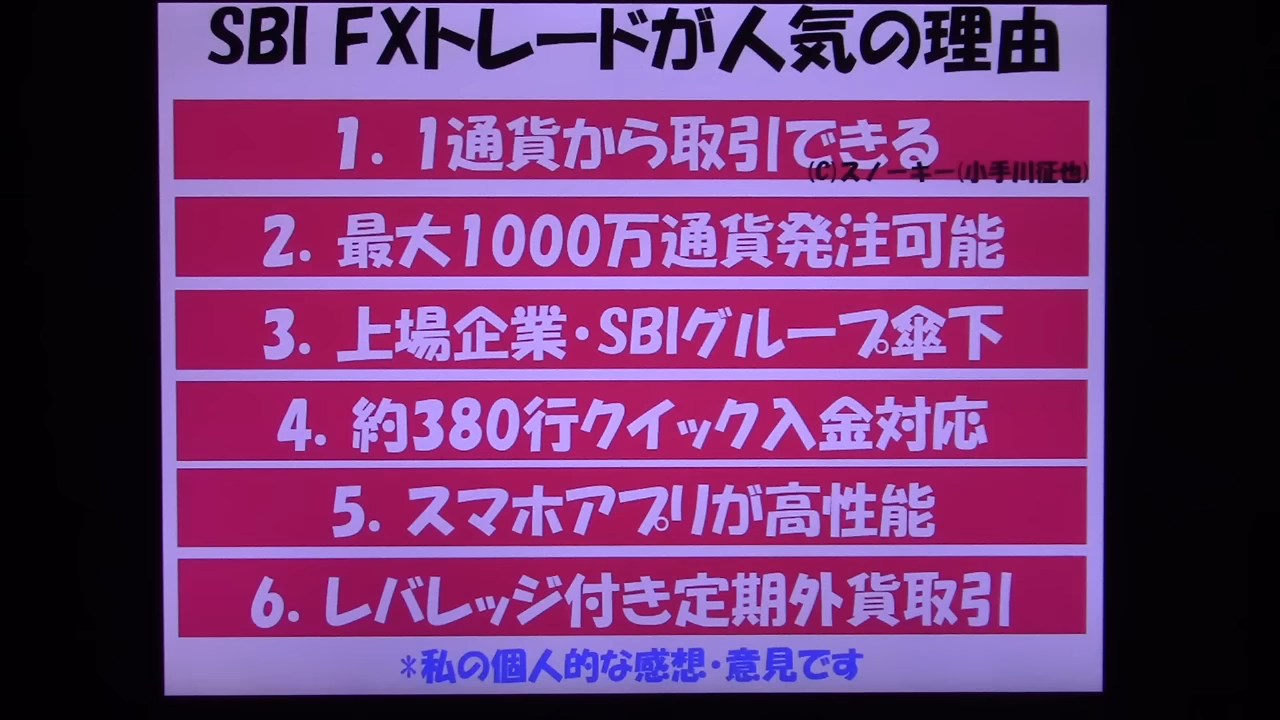 SBI FXトレードが人気の理由
1. 1通貨から取引できる
(C)スノーキー(小手川征也)
2. 最大1000万通貨発注可能
3. 上場企業・SBIグループ傘下
4. 約380行クイック入金対応
5. スマホアプリが高性能
6. レバレッジ付き定期外貨取引
*私の個人的な感想・意見です